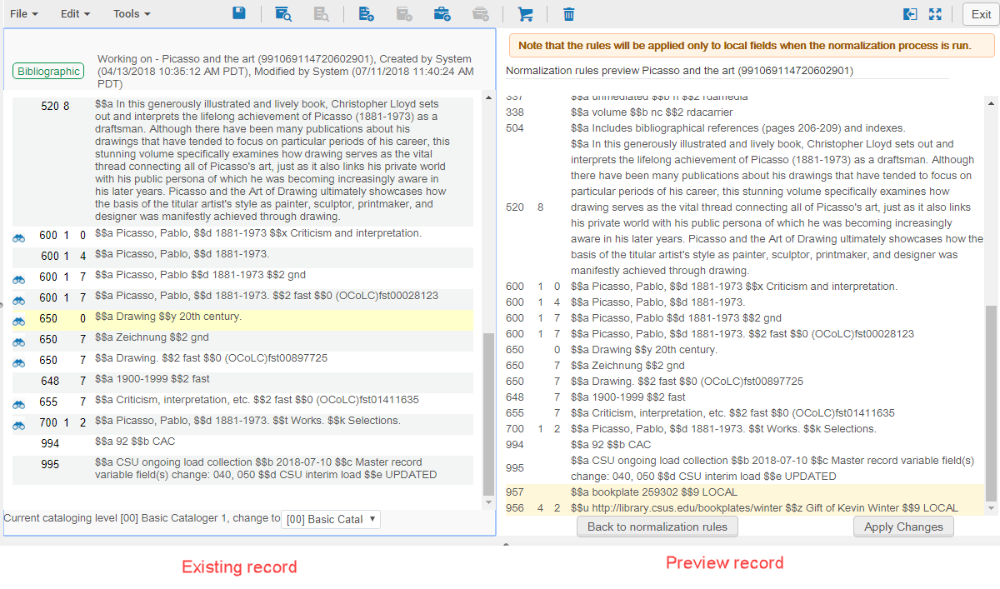 File Edit Tools Exit
Bibliographic
Working on - Picasso and the art (991069114720602901), Created by System
(04/13/2018 10:35:12 AM PDT), Modified by System (07/11/2018 11:40:24 AM
PDT)
520 8 $$a In this generously illustrated and lively book, Christopher Lloyd sets
out and interprets the lifelong achievement of Picasso (1881-1973) as a
draftsman. Although there have been many publications about his
drawings that have tended to focus on particular periods of his career, this
stunning volume specifically examines how drawing serves as the vital
thread connecting all of Picasso's art, just as it also links his private world
with his public persona of which he was becoming increasingly aware in
his later years. Picasso and the Art of Drawing ultimately showcases how
the basis of the titular artist's style as painter, sculptor, printmaker, and
designer was manifestly achieved through drawing.
600 1 0 $$a Picasso, Pablo, $$d 1881-1973 $$x Criticism and interpretation.
600 1 4 $$a Picasso, Pablo, $$d 1881-1973.
600 1 7 $$a Picasso, Pablo $$d 1881-1973 $$2 gnd
600 1 7 $$a Picasso, Pablo, $$d 1881-1973. $$2 fast $$0 (OCoLC)fst00028123
650 0 $$a Drawing $$y 20th century.
650 7 $$a Zeichnung $$2 gnd
650 7 $$a Drawing. $$2 fast $$0 (OCoLC)fst00897725
648 7 $$a 1900-1999 $$2 fast
655 7 $$a Criticism, interpretation, etc. $$2 fast $$0 (OCoLC)fst01411635
700 1 2 $$a Picasso, Pablo, $$d 1881-1973. $$t Works. $$k Selections.
994 $$a 92 $$b CAC
995 $$a CSU ongoing load collection $$b 2018-07-10 $$c Master record
variable field(s) change: 040, 050 $$d CSU interim load $$e UPDATED
Current cataloging level [00] Basic Cataloger 1, change to [00] Basic Catal
Note that the rules will be applied only to local fields when the normalization process is run.
Normalization rules preview Picasso and the art (991069114720602901)
337 $$a unmediated $$b n $$2 rdamedia
338 $$a volume $$b nc $$2 rdacarrier
504 $$a Includes bibliographical references (pages 206-209) and indexes.
$$a In this generously illustrated and lively book, Christopher Lloyd sets out and
interprets the lifelong achievement of Picasso (1881-1973) as a draftsman. Although
there have been many publications about his drawings that have tended to focus on
particular periods of his career, this stunning volume specifically examines how
520 8 drawing serves as the vital thread connecting all of Picasso's art, just as it also links
his private world with his public persona of which he was becoming increasingly
aware in his later years. Picasso and the Art of Drawing ultimately showcases how the
basis of the titular artist's style as painter, sculptor, printmaker, and designer was
manifestly achieved through drawing.
600 1 0 $$a Picasso, Pablo, $$d 1881-1973 $$x Criticism and interpretation.
600 1 4 $$a Picasso, Pablo, $$d 1881-1973.
600 1 7 $$a Picasso, Pablo $$d 1881-1973 $$2 gnd
600 1 7 $$a Picasso, Pablo, $$d 1881-1973. $$2 fast $$0 (OCoLC)fst00028123
650 0 $$a Drawing $$y 20th century.
650 7 $$a Zeichnung $$2 gnd
650 7 $$a Drawing. $$2 fast $$0 (OCoLC)fst00897725
648 7 $$a 1900-1999 $$2 fast
655 7 $$a Criticism, interpretation, etc. $$2 fast $$0 (OCoLC)fst01411635
700 1 2 $$a Picasso, Pablo, $$d 1881-1973. $$t Works. $$k Selections.
994 $$a 92 $$b CAC
$$a CSU ongoing load collection $$b 2018-07-10 $$c Master record variable field(s)
995 change: 040, 050 $$d CSU interim load $$e UPDATED
957 $$a bookplate 259302 $$9 LOCAL
956 4 2 $$u http://library.csus.edu/bookplates/winter $$z Gift of Kevin Winter $$9 LOCAL
Back to normalization rules Apply Changes
Existing record
Preview record